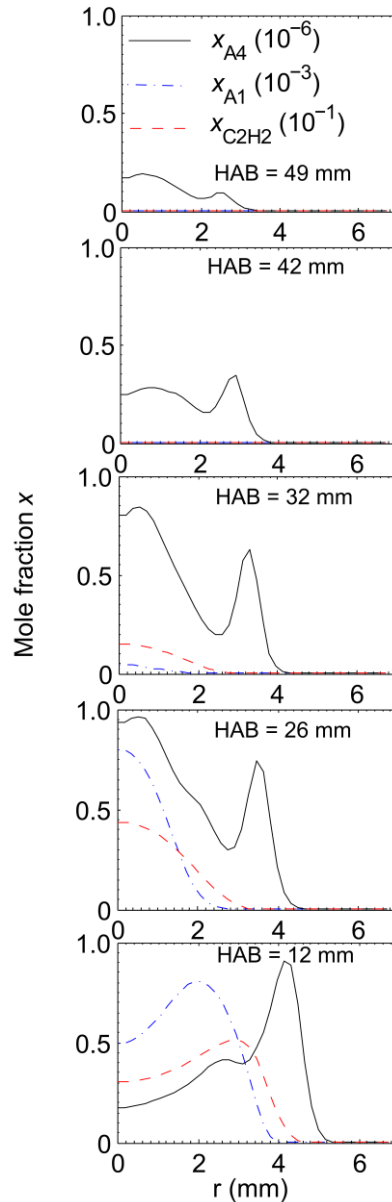 1.0
x_A4 (10^−6)
x_A1 (10^−3)
0.5
x_C2H2 (10^−1)
HAB = 49 mm
0
0 2 4 6
1.0
HAB = 42 mm
0.5
0
0 2 4 6
1.0
HAB = 32 mm
0.5
0
0 2 4 6
1.0
HAB = 26 mm
0.5
0
0 2 4 6
1.0
HAB = 12 mm
0.5
0
0 2 4 6
r (mm)
Mole fraction x